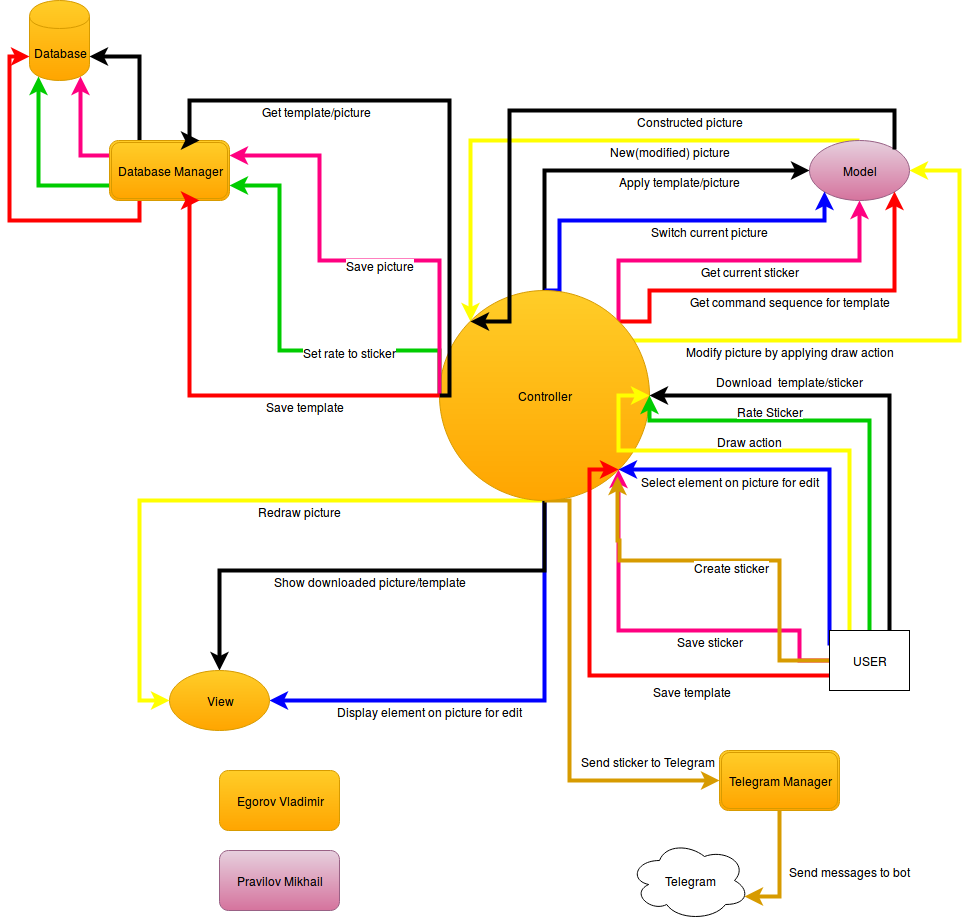 Database
Get template/picture
Constructed picture
New(modified) picture
Database Manager
Model
Apply template/picture
Switch current picture
Save picture
Get current sticker
Get command sequence for template
Set rate to sticker
Modify picture by applying draw action
Download template/sticker
Controller
Save template
Rate Sticker
Draw action
Select element on picture for edit
Redraw picture
Create sticker
Show downloaded picture/template
Save sticker
USER
Save template
View
Display element on picture for edit
Send sticker to Telegram
Telegram Manager
Egorov Vladimir
Send messages to bot
Pravilov Mikhail
Telegram